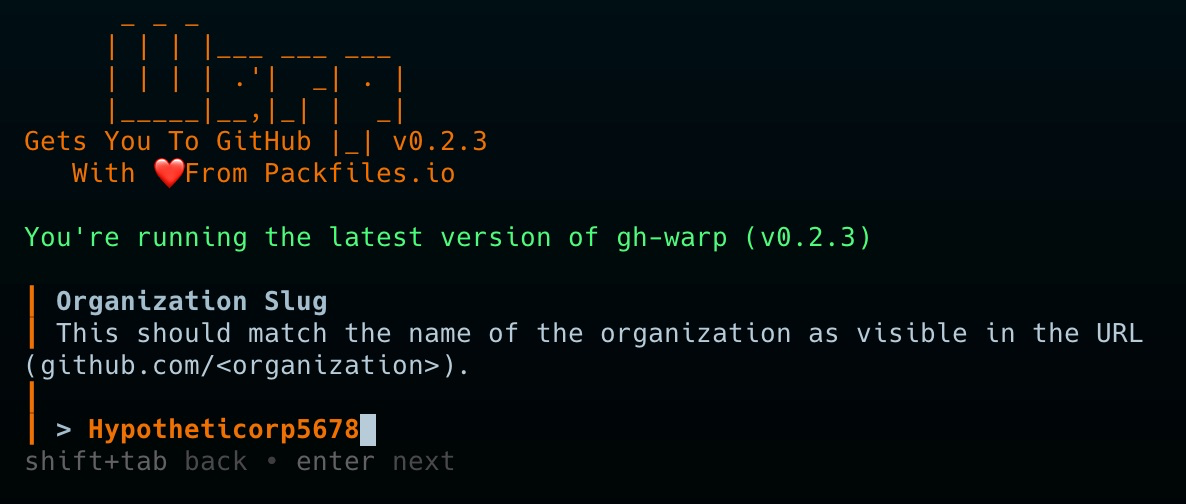 _ _ _
 | | | |___ ___ ___
 | | | | .'|  _| . |
 |_____|__,|_| |  _|
Gets You To GitHub |_| v0.2.3
With ❤️From Packfiles.io
You're running the latest version of gh-warp (v0.2.3)
Organization Slug
This should match the name of the organization as visible in the URL
(github.com/<organization>).
> Hypotheticorp5678
shift+tab back • enter next